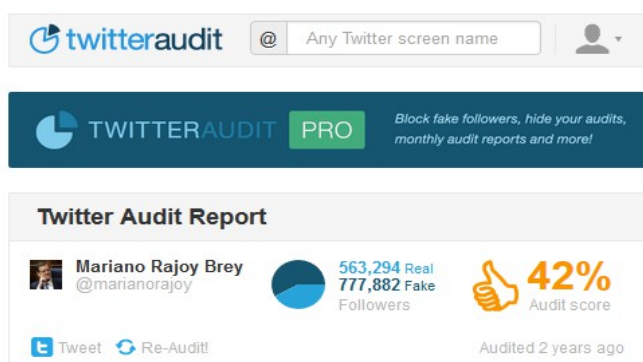 twitteraudit @ Any Twitter screen name
TWITTERAUDIT PRO Block fake followers, hide your audits,
monthly audit reports and more!
Twitter Audit Report
Mariano Rajoy Brey
@marianorajoy
563,294 Real
777,882 Fake
Followers
42%
Audit score
Tweet Re-Audit! Audited 2 years ago